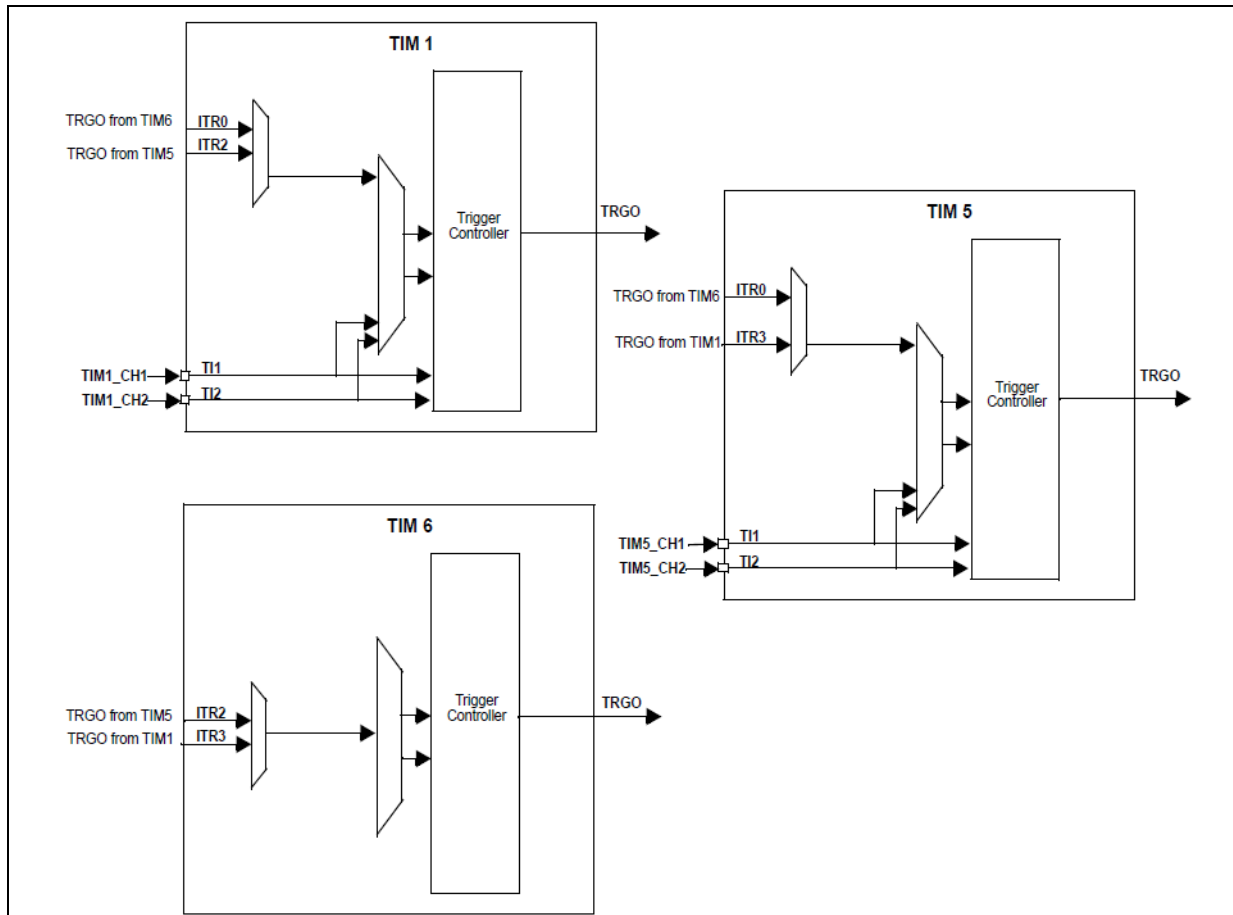 TIM 1
TRGO from TIM6
ITR0
TRGO from TIM5
ITR2
Trigger
Controller
TRGO
TIM1_CH1
TI1
TIM1_CH2
TI2
TIM 5
TRGO from TIM6
ITR0
TRGO from TIM1
ITR3
Trigger
Controller
TRGO
TIM5_CH1
TI1
TIM5_CH2
TI2
TIM 6
TRGO from TIM5
ITR2
TRGO from TIM1
ITR3
Trigger
Controller
TRGO